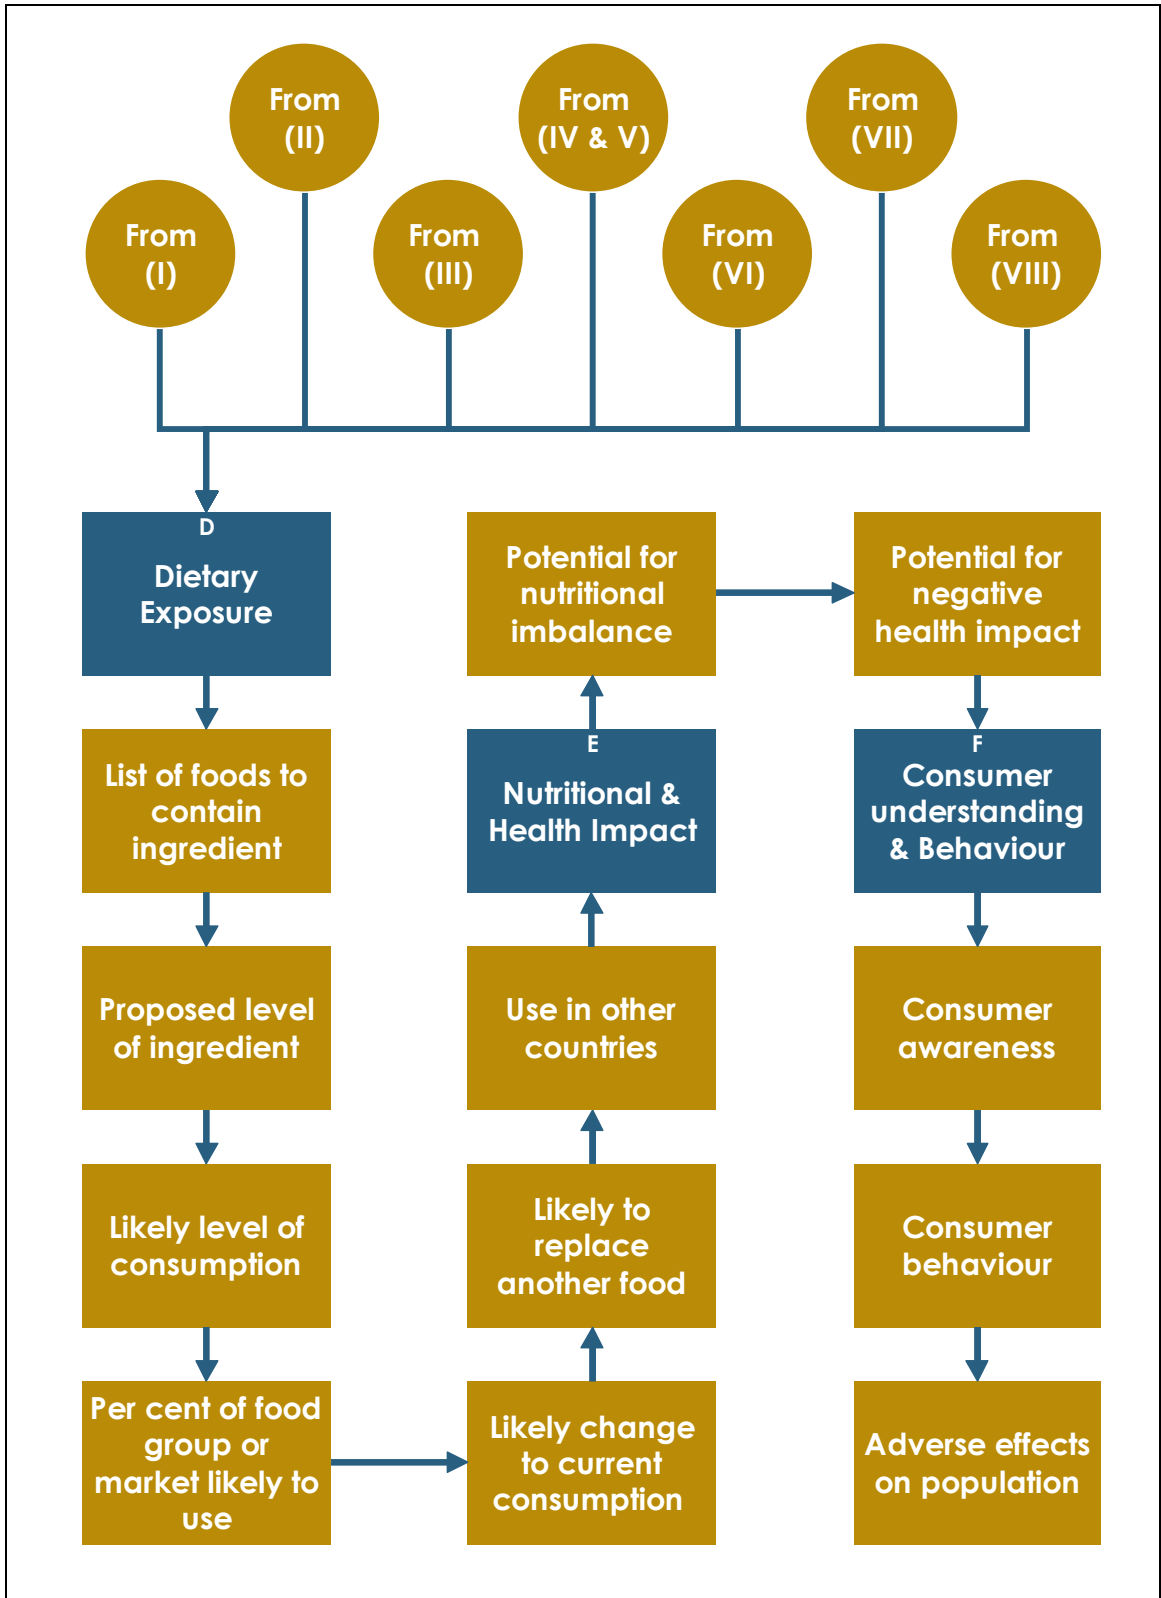 From
(II)
From
(IV & V)
From
(VII)
From
(I)
From
(III)
From
(VI)
From
(VIII)
D
Dietary
Exposure
List of foods to
contain
ingredient
Proposed level
of ingredient
Likely level of
consumption
Per cent of food
group or
market likely to
use
Likely change
to current
consumption
Likely to
replace
another food
Use in other
countries
E
Nutritional &
Health Impact
Potential for
nutritional
imbalance
Potential for
negative
health impact
F
Consumer
understanding
& Behaviour
Consumer
awareness
Consumer
behaviour
Adverse effects
on population